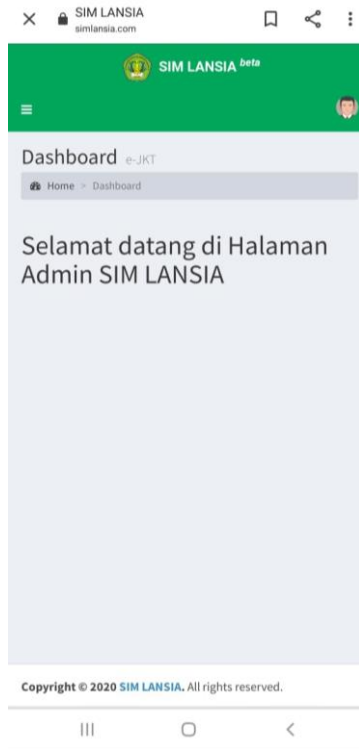 SIM LANSIA
simlansia.com
SIM LANSIA beta
Dashboard e-JKT
Home > Dashboard
Selamat datang di Halaman
Admin SIM LANSIA
Copyright © 2020 SIM LANSIA. All rights reserved.